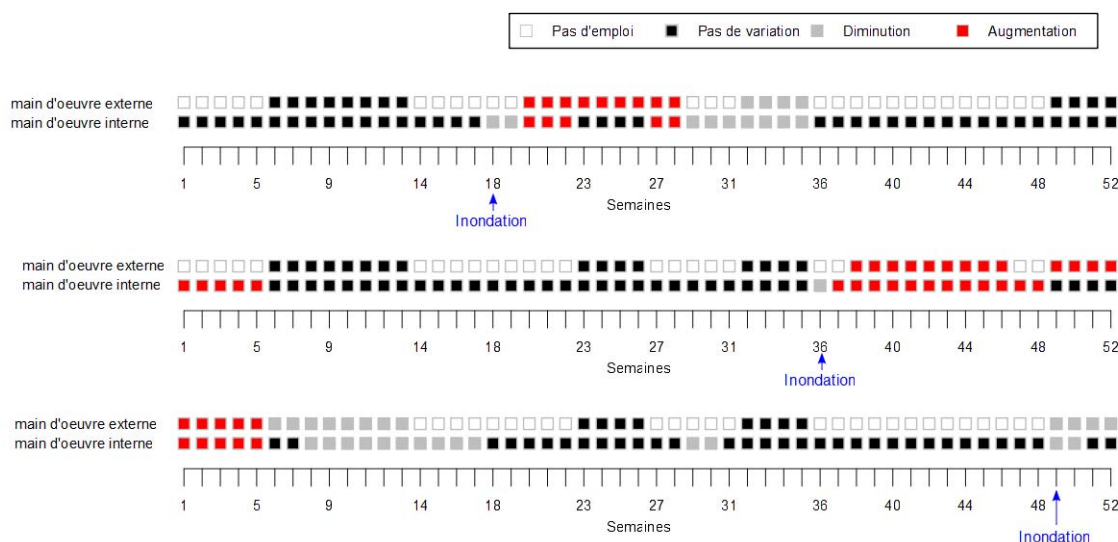 Pas d'emploi Pas de variation Diminution Augmentation
main d'oeuvre externe
main d'oeuvre interne
1 5 9 14 18 23 27 31 36 40 44 48 52
Semaines
Inondation
main d'oeuvre externe
main d'oeuvre interne
1 5 9 14 18 23 27 31 36 40 44 48 52
Semaines
Inondation
main d'oeuvre externe
main d'oeuvre interne
1 5 9 14 18 23 27 31 36 40 44 48 52
Semaines
Inondation